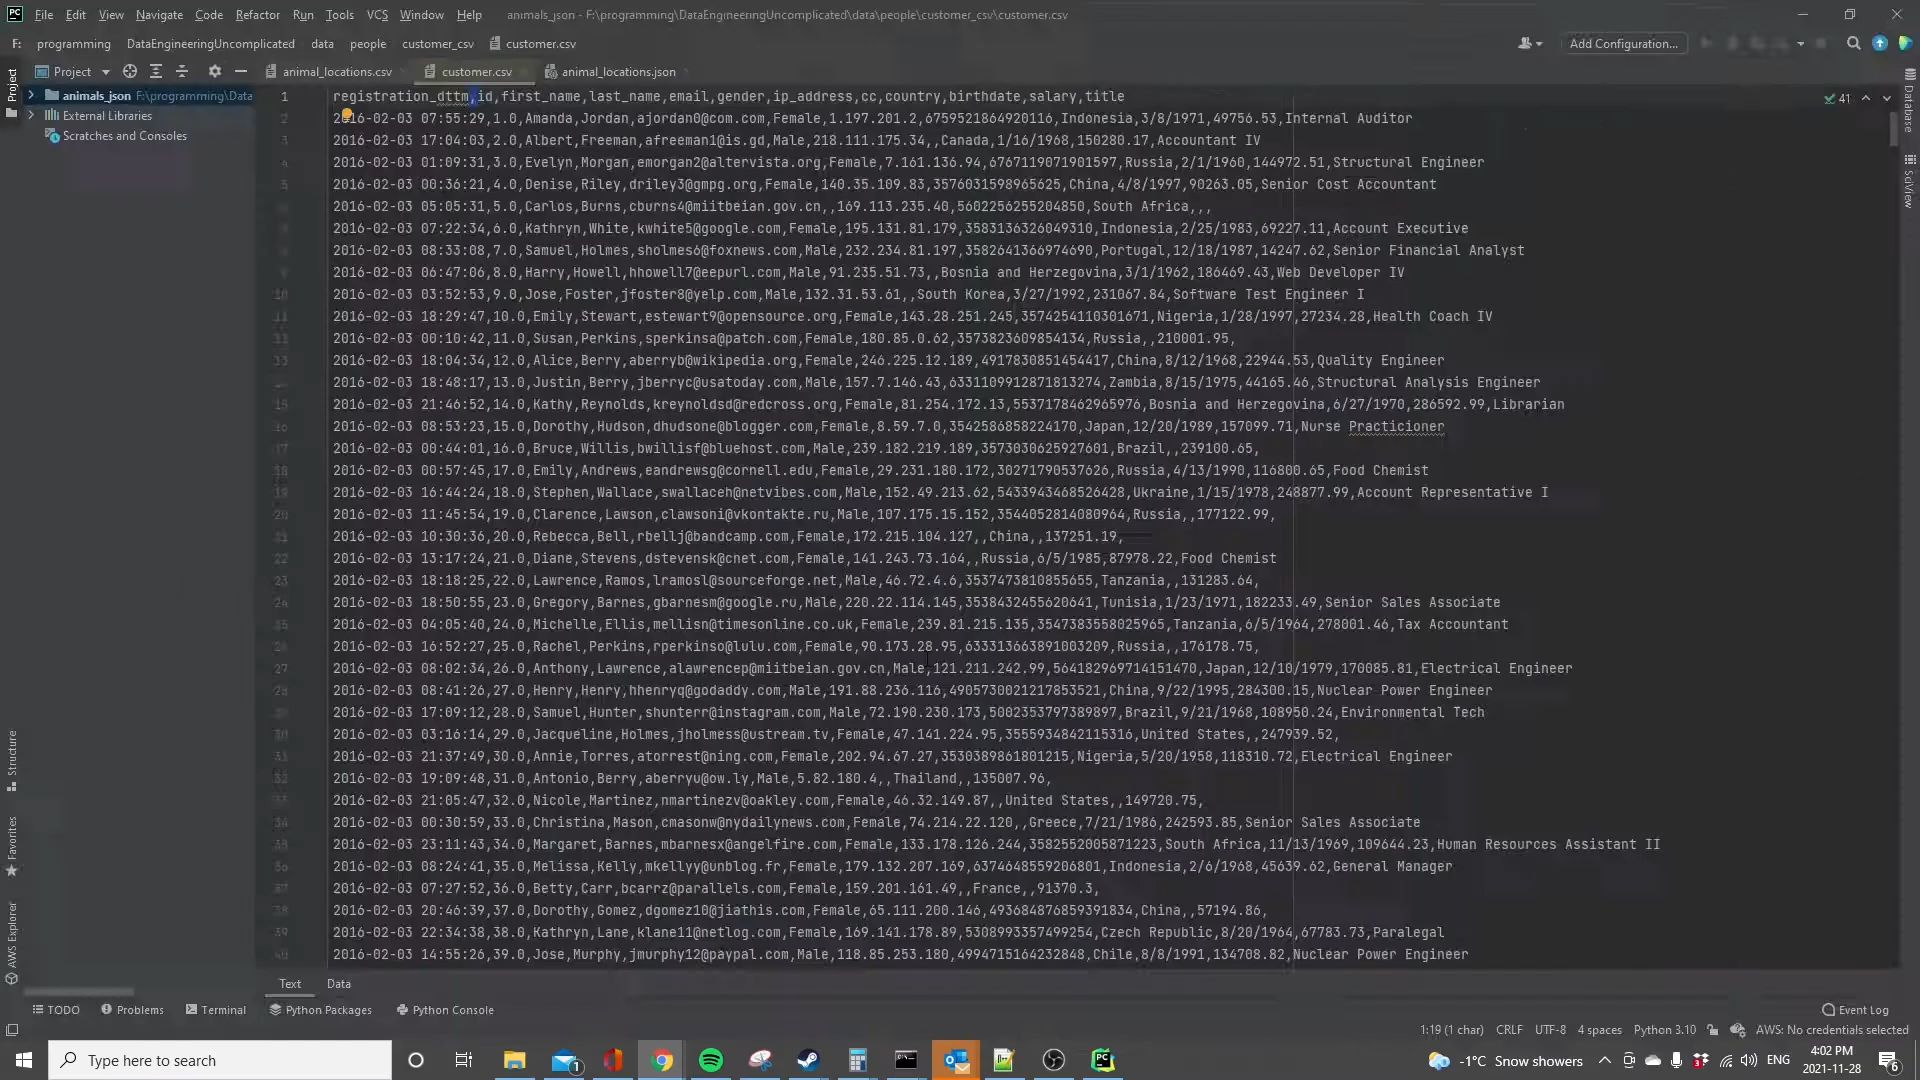 PC File Edit View Navigate Code Refactor Run Tools VCS Window Help animals_json - F:\programming\DataEngineeringUncomplicated\data\people\customer_csv\customer.csv
F: programming DataEngineeringUncomplicated data people customer_csv customer.csv Add Configuration...
Project animal_locations.csv customer.csv animal_locations.json
Project
animals_json F:\programming\Data
External Libraries
Scratches and Consoles
41
Database
SciView
1 registration_dttm,id,first_name,last_name,email,gender,ip_address,cc,country,birthdate,salary,title
2 2016-02-03 07:55:29,1.0,Amanda,Jordan,ajordan0@com.com,Female,1.197.201.2,6759521864920116,Indonesia,3/8/1971,49756.53,Internal Auditor
3 2016-02-03 17:04:03,2.0,Albert,Freeman,afreeman1@is.gd,Male,218.111.175.34,,Canada,1/16/1968,150280.17,Accountant IV
4 2016-02-03 01:09:31,3.0,Evelyn,Morgan,emorgan2@altervista.org,Female,7.161.136.94,6767119071901597,Russia,2/1/1960,144972.51,Structural Engineer
5 2016-02-03 00:36:21,4.0,Denise,Riley,driley3@gmpg.org,Female,140.35.109.83,3576031598965625,China,4/8/1997,90263.05,Senior Cost Accountant
2016-02-03 05:05:31,5.0,Carlos,Burns,cburns4@miitbeian.gov.cn,,169.113.235.40,5602256255204850,South Africa,,,
2016-02-03 07:22:34,6.0,Kathryn,White,kwhite5@google.com,Female,195.131.81.179,3583136326049310,Indonesia,2/25/1983,69227.11,Account Executive
2016-02-03 08:33:08,7.0,Samuel,Holmes,sholmes6@foxnews.com,Male,232.234.81.197,3582641366974690,Portugal,12/18/1987,14247.62,Senior Financial Analyst
2016-02-03 06:47:06,8.0,Harry,Howell,hhowell7@eepurl.com,Male,91.235.51.73,,Bosnia and Herzegovina,3/1/1962,186469.43,Web Developer IV
10 2016-02-03 03:52:53,9.0,Jose,Foster,jfoster8@yelp.com,Male,132.31.53.61,,South Korea,3/27/1992,231067.84,Software Test Engineer I
11 2016-02-03 18:29:47,10.0,Emily,Stewart,estewart9@opensource.org,Female,143.28.251.245,3574254110301671,Nigeria,1/28/1997,27234.28,Health Coach IV
2016-02-03 00:10:42,11.0,Susan,Perkins,sperkinsa@patch.com,Female,180.85.0.62,3573823609854134,Russia,,210001.95,
13 2016-02-03 18:04:34,12.0,Alice,Berry,aberryb@wikipedia.org,Female,246.225.12.189,4917830851454417,China,8/12/1968,22944.53,Quality Engineer
2016-02-03 18:48:17,13.0,Justin,Berry,jberryc@usatoday.com,Male,157.7.146.43,6331109912871813274,Zambia,8/15/1975,44165.46,Structural Analysis Engineer
15 2016-02-03 21:46:52,14.0,Kathy,Reynolds,kreynoldsd@redcross.org,Female,81.254.172.13,5537178462965976,Bosnia and Herzegovina,6/27/1970,286592.99,Librarian
16 2016-02-03 08:53:23,15.0,Dorothy,Hudson,dhudsone@blogger.com,Female,8.59.7.0,3542586858224170,Japan,12/20/1989,157099.71,Nurse Practicioner
17 2016-02-03 00:44:01,16.0,Bruce,Willis,bwillisf@bluehost.com,Male,239.182.219.189,3573030625927601,Brazil,,239100.65,
18 2016-02-03 00:57:45,17.0,Emily,Andrews,eandrewsg@cornell.edu,Female,29.231.180.172,30271790537626,Russia,4/13/1990,116800.65,Food Chemist
19 2016-02-03 16:44:24,18.0,Stephen,Wallace,swallaceh@netvibes.com,Male,152.49.213.62,5433943468526428,Ukraine,1/15/1978,248877.99,Account Representative I
20 2016-02-03 11:45:54,19.0,Clarence,Lawson,clawsoni@vkontakte.ru,Male,107.175.15.152,3544052814080964,Russia,,177122.99,
2016-02-03 10:30:36,20.0,Rebecca,Bell,rbellj@bandcamp.com,Female,172.215.104.127,,China,,137251.19,
22 2016-02-03 13:17:24,21.0,Diane,Stevens,dstevensk@cnet.com,Female,141.243.73.164,,Russia,6/5/1985,87978.22,Food Chemist
23 2016-02-03 18:18:25,22.0,Lawrence,Ramos,lramosl@sourceforge.net,Male,46.72.4.6,3537473810855655,Tanzania,,131283.64,
24 2016-02-03 18:50:55,23.0,Gregory,Barnes,gbarnesm@google.ru,Male,220.22.114.145,3538432455620641,Tunisia,1/23/1971,182233.49,Senior Sales Associate
2016-02-03 04:05:40,24.0,Michelle,Ellis,mellisn@timesonline.co.uk,Female,239.81.215.135,3547383558025965,Tanzania,6/5/1964,278001.46,Tax Accountant
2016-02-03 16:52:27,25.0,Rachel,Perkins,rperkinso@lulu.com,Female,90.173.28.95,633313663891003209,Russia,,176178.75,
27 2016-02-03 08:02:34,26.0,Anthony,Lawrence,alawrencep@miitbeian.gov.cn,Male,121.211.242.99,564182969714151470,Japan,12/10/1979,170085.81,Electrical Engineer
2016-02-03 08:41:26,27.0,Henry,Henry,hhenryq@godaddy.com,Male,191.88.236.116,4905730021217853521,China,9/22/1995,284300.15,Nuclear Power Engineer
2016-02-03 17:09:12,28.0,Samuel,Hunter,shunterr@instagram.com,Male,72.190.230.173,5002353797389897,Brazil,9/21/1968,108950.24,Environmental Tech
30 2016-02-03 03:16:14,29.0,Jacqueline,Holmes,jholmess@ustream.tv,Female,47.141.224.95,3555934842115316,United States,,247939.52,
2016-02-03 21:37:49,30.0,Annie,Torres,atorrest@ning.com,Female,202.94.67.27,3530389861801215,Nigeria,5/20/1958,118310.72,Electrical Engineer
32 2016-02-03 19:09:48,31.0,Antonio,Berry,aberryu@ow.ly,Male,5.82.180.4,,Thailand,,135007.96,
2016-02-03 21:05:47,32.0,Nicole,Martinez,nmartinezv@oakley.com,Female,46.32.149.87,,United States,,149720.75,
34 2016-02-03 00:30:59,33.0,Christina,Mason,cmasonw@nydailynews.com,Female,74.214.22.120,,Greece,7/21/1986,242593.85,Senior Sales Associate
2016-02-03 23:11:43,34.0,Margaret,Barnes,mbarnesx@angelfire.com,Female,133.178.126.244,3582552005871223,South Africa,11/13/1969,109644.23,Human Resources Assistant II
36 2016-02-03 08:24:41,35.0,Melissa,Kelly,mkellyy@unblog.fr,Female,179.132.207.169,6374648559206801,Indonesia,2/6/1968,45639.62,General Manager
2016-02-03 07:27:52,36.0,Betty,Carr,bcarrz@parallels.com,Female,159.201.161.49,,France,,91370.3,
38 2016-02-03 20:46:39,37.0,Dorothy,Gomez,dgomez10@jiathis.com,Female,65.111.200.146,493684876859391834,China,,57194.86,
39 2016-02-03 22:34:38,38.0,Kathryn,Lane,klane11@netlog.com,Female,169.141.178.89,5308993357499254,Czech Republic,8/20/1964,67783.73,Paralegal
40 2016-02-03 14:55:26,39.0,Jose,Murphy,jmurphy12@paypal.com,Male,118.85.253.180,4994715164232848,Chile,8/8/1991,134708.82,Nuclear Power Engineer
Structure
Favorites
AWS Explorer
Text Data
TODO Problems Terminal Python Packages Python Console Event Log
1:19 (1 char) CRLF UTF-8 4 spaces Python 3.10 AWS: No credentials selected
Type here to search 1 -1°C Snow showers ENG 4:02 PM
2021-11-28 6